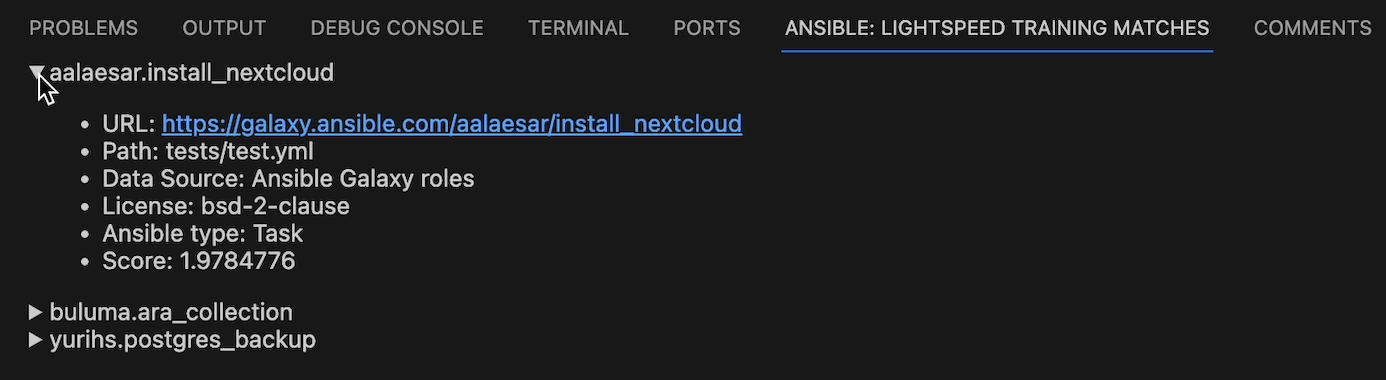 PROBLEMS OUTPUT DEBUG CONSOLE TERMINAL PORTS ANSIBLE: LIGHTSPEED TRAINING MATCHES COMMENTS
aalaesar.install_nextcloud
• URL: https://galaxy.ansible.com/aalaesar/install_nextcloud
• Path: tests/test.yml
• Data Source: Ansible Galaxy roles
• License: bsd-2-clause
• Ansible type: Task
• Score: 1.9784776
buluma.ara_collection
yurihs.postgres_backup